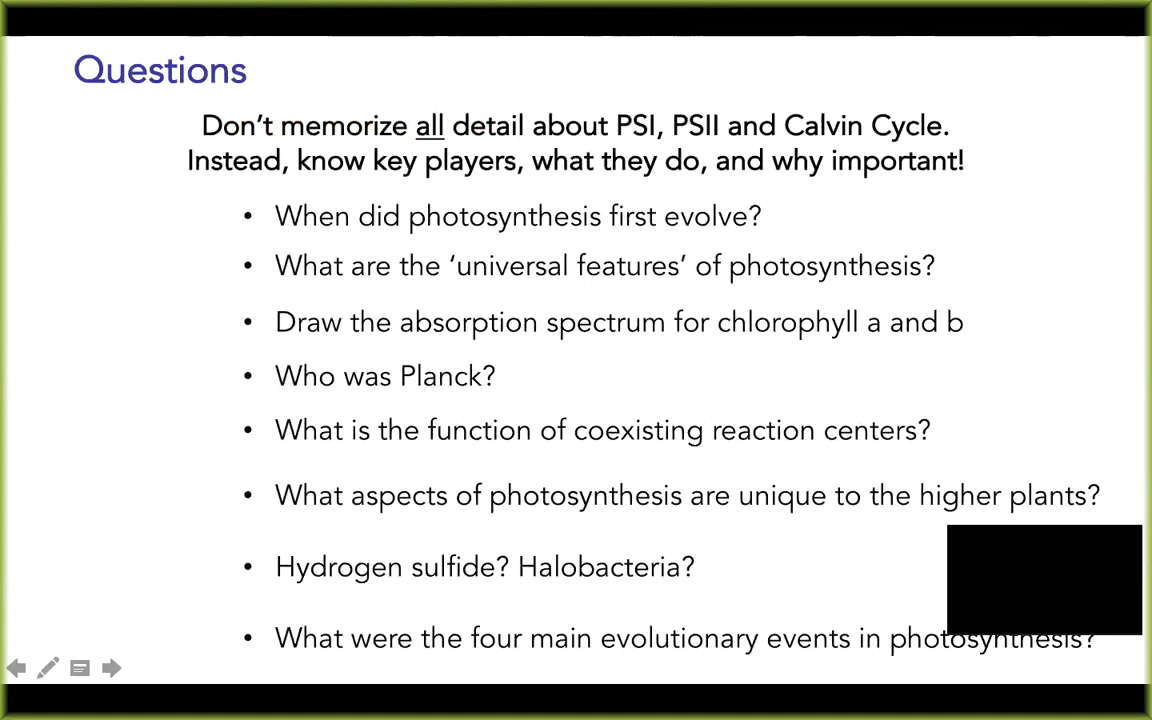 Questions
Don't memorize all detail about PSI, PSII and Calvin Cycle.
Instead, know key players, what they do, and why important!
• When did photosynthesis first evolve?
• What are the 'universal features' of photosynthesis?
• Draw the absorption spectrum for chlorophyll a and b
• Who was Planck?
• What is the function of coexisting reaction centers?
• What aspects of photosynthesis are unique to the higher plants?
• Hydrogen sulfide? Halobacteria?
• What were the four main evolutionary events in photosynthesis?